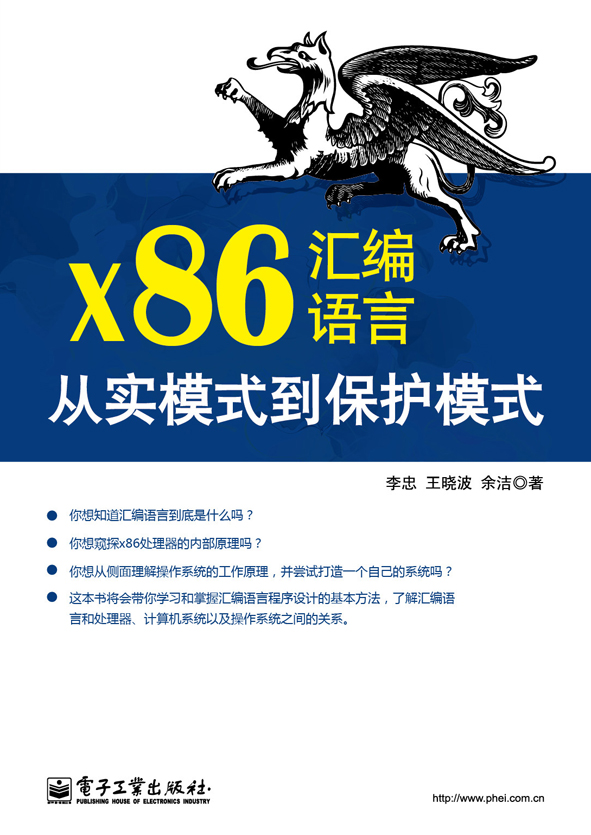 x86 汇编
语言
从实模式到保护模式
李忠 王晓波 余洁◎著
● 你想知道汇编语言到底是什么吗？
● 你想窥探x86处理器的内部原理吗？
● 你想从侧面理解操作系统的工作原理，并尝试打造一个自己的系统吗？
● 这本书将会带你学习和掌握汇编语言程序设计的基本方法，了解汇编语
言和处理器、计算机系统以及操作系统之间的关系。
電子工業出版社·
PUBLISHING HOUSE OF ELECTRONICS INDUSTRY
http://www.phei.com.cn